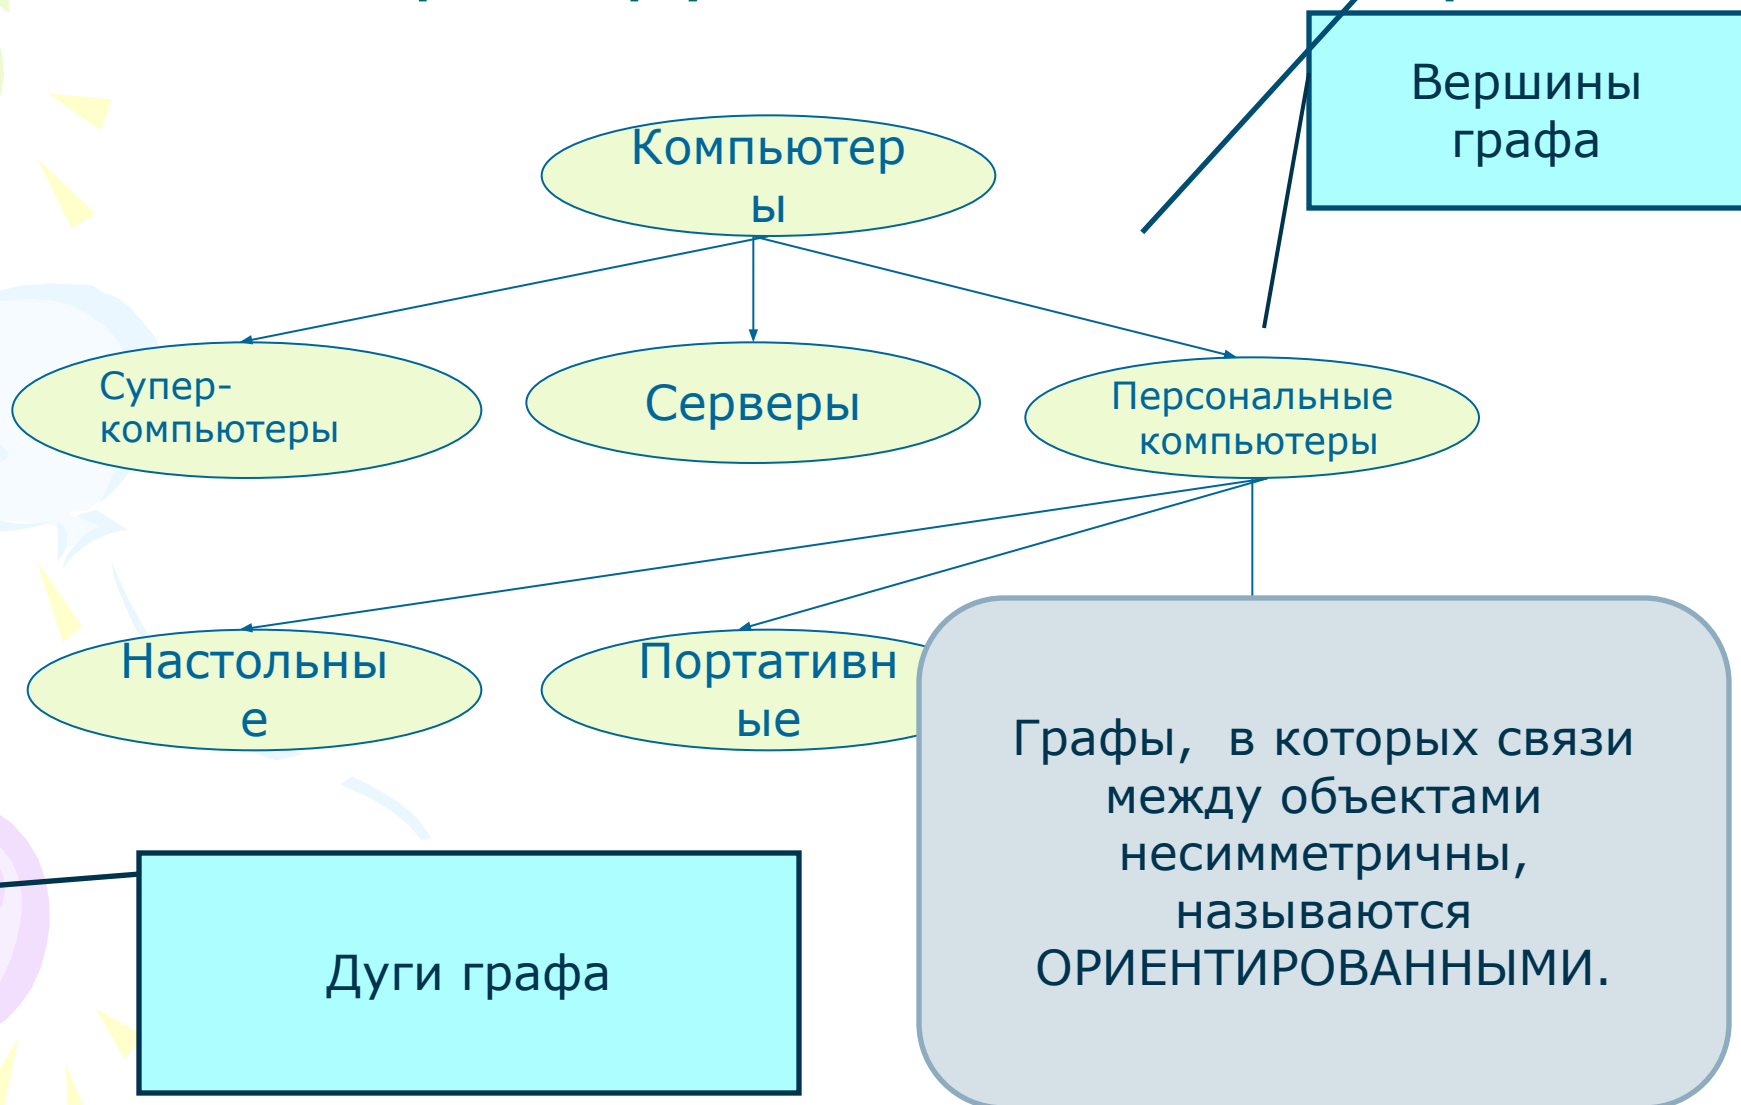 Вершины
графа
Компьютер
ы
Супер-
компьютеры
Серверы
Персональные
компьютеры
Настольны
е
Портативн
ые
Графы, в которых связи
между объектами
несимметричны,
называются
ОРИЕНТИРОВАННЫМИ.
Дуги графа